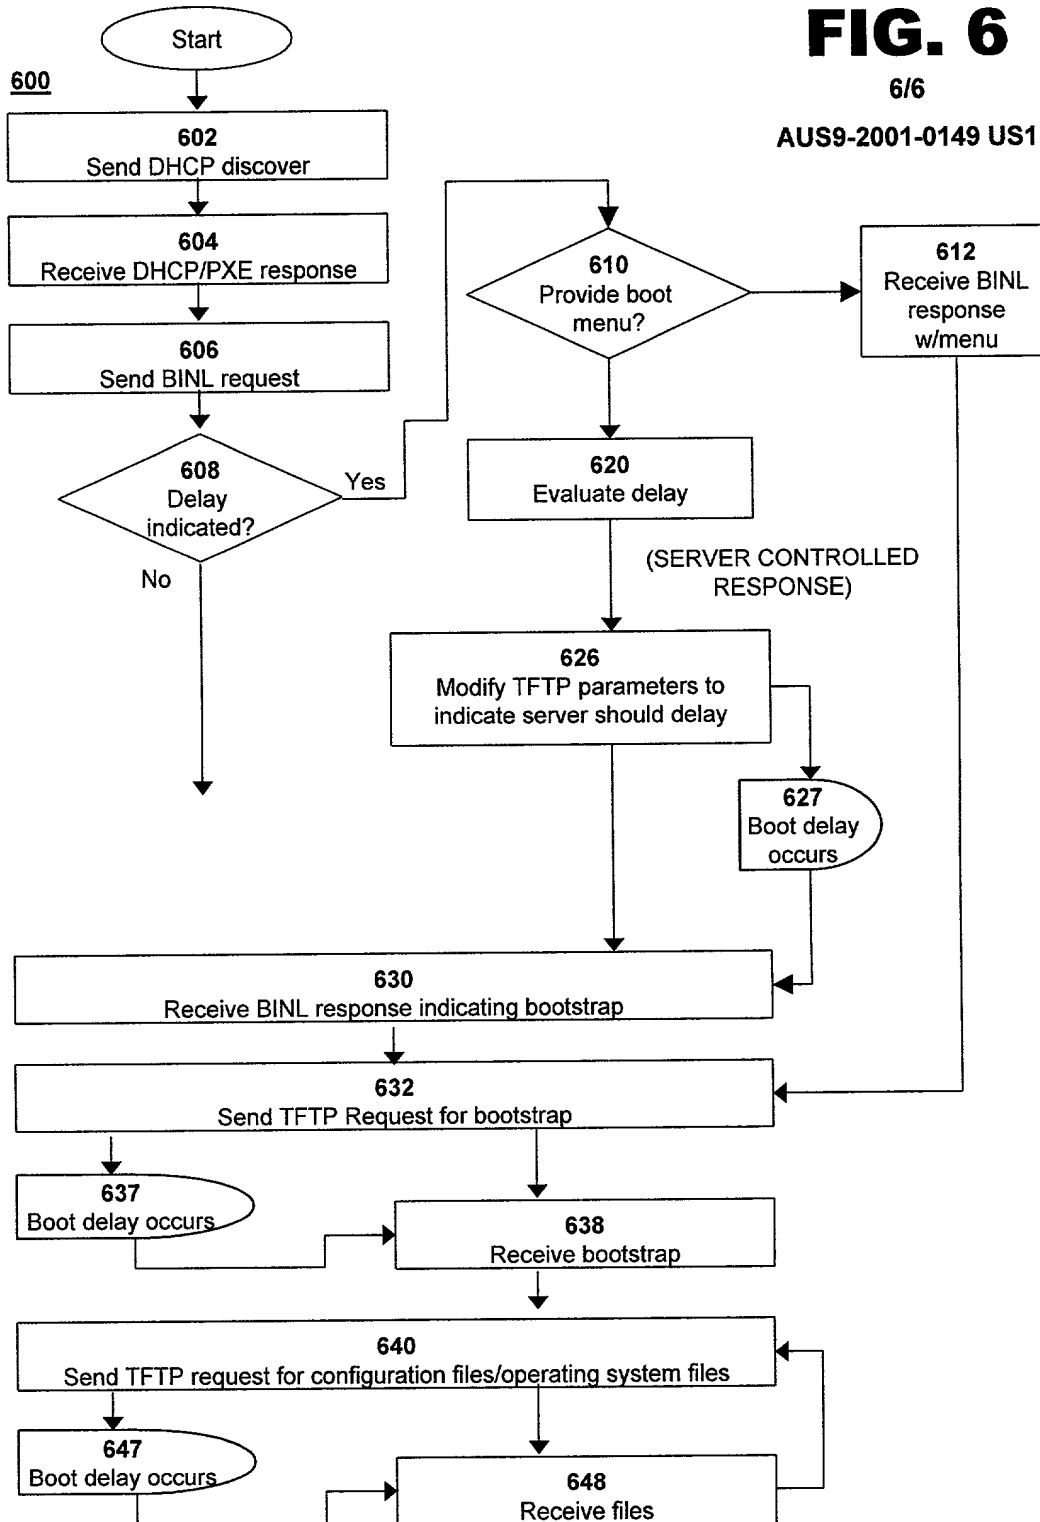 FIG. 6
6/6
AUS9-2001-0149 US1
600
Start
602
Send DHCP discover
604
Receive DHCP/PXE response
606
Send BINL request
608
Delay
indicated?
Yes
No
610
Provide boot
menu?
612
Receive BINL
response
w/menu
620
Evaluate delay
(SERVER CONTROLLED
RESPONSE)
626
Modify TFTP parameters to
indicate server should delay
627
Boot delay
occurs
630
Receive BINL response indicating bootstrap
632
Send TFTP Request for bootstrap
637
Boot delay occurs
638
Receive bootstrap
640
Send TFTP request for configuration files/operating system files
647
Boot delay occurs
648
Receive files